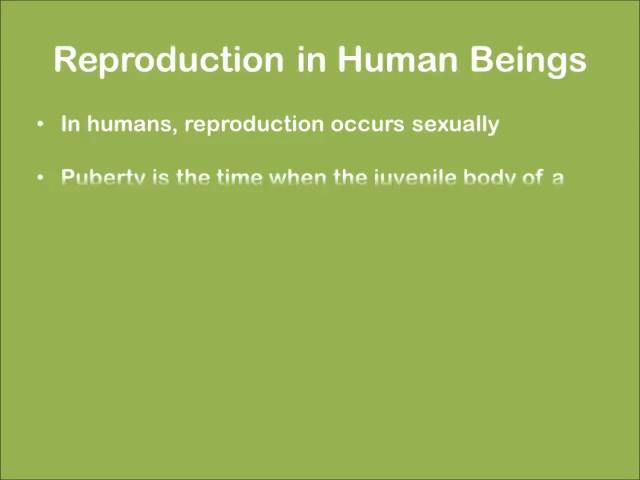 Reproduction in Human Beings
• In humans, reproduction occurs sexually
• Puberty is the time when the juvenile body of a